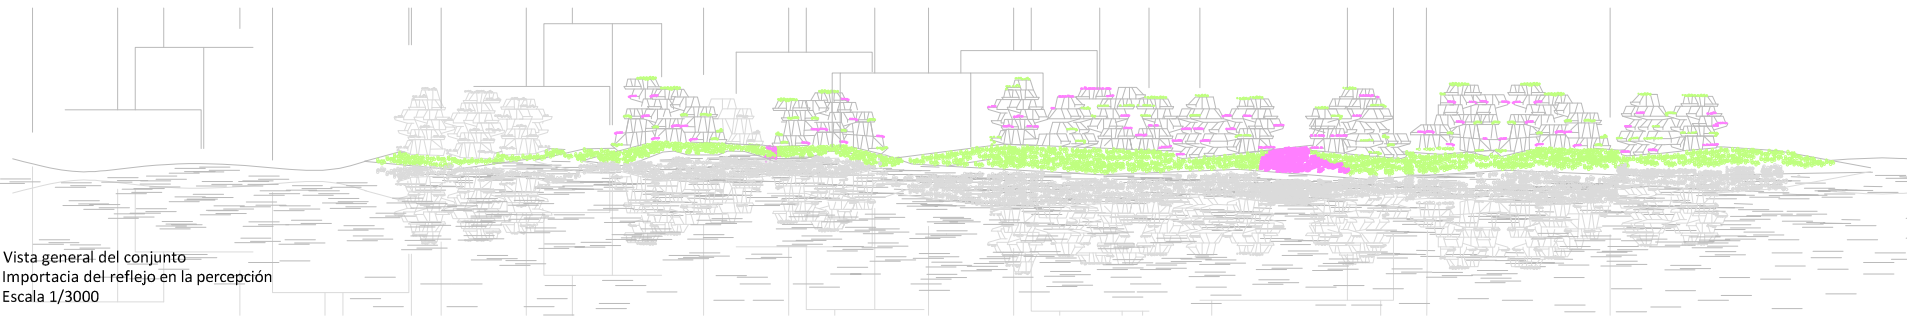 Vista general del conjunto
Importacia del reflejo en la percepción
Escala 1/3000